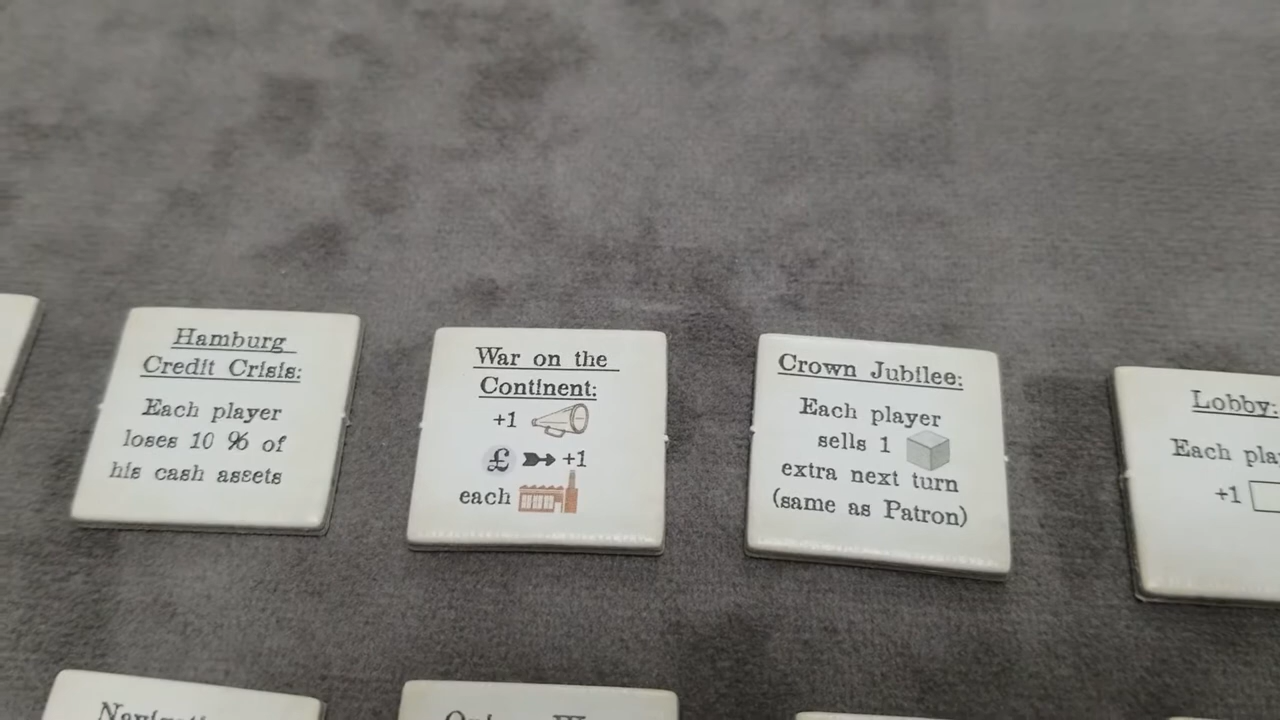 Hamburg
Credit Crisis:
Each player
loses 10 % of
his cash assets
War on the
Continent:
+1
£ +1
each
Crown Jubilee:
Each player
sells 1
extra next turn
(same as Patron)
Lobby:
Each
+1